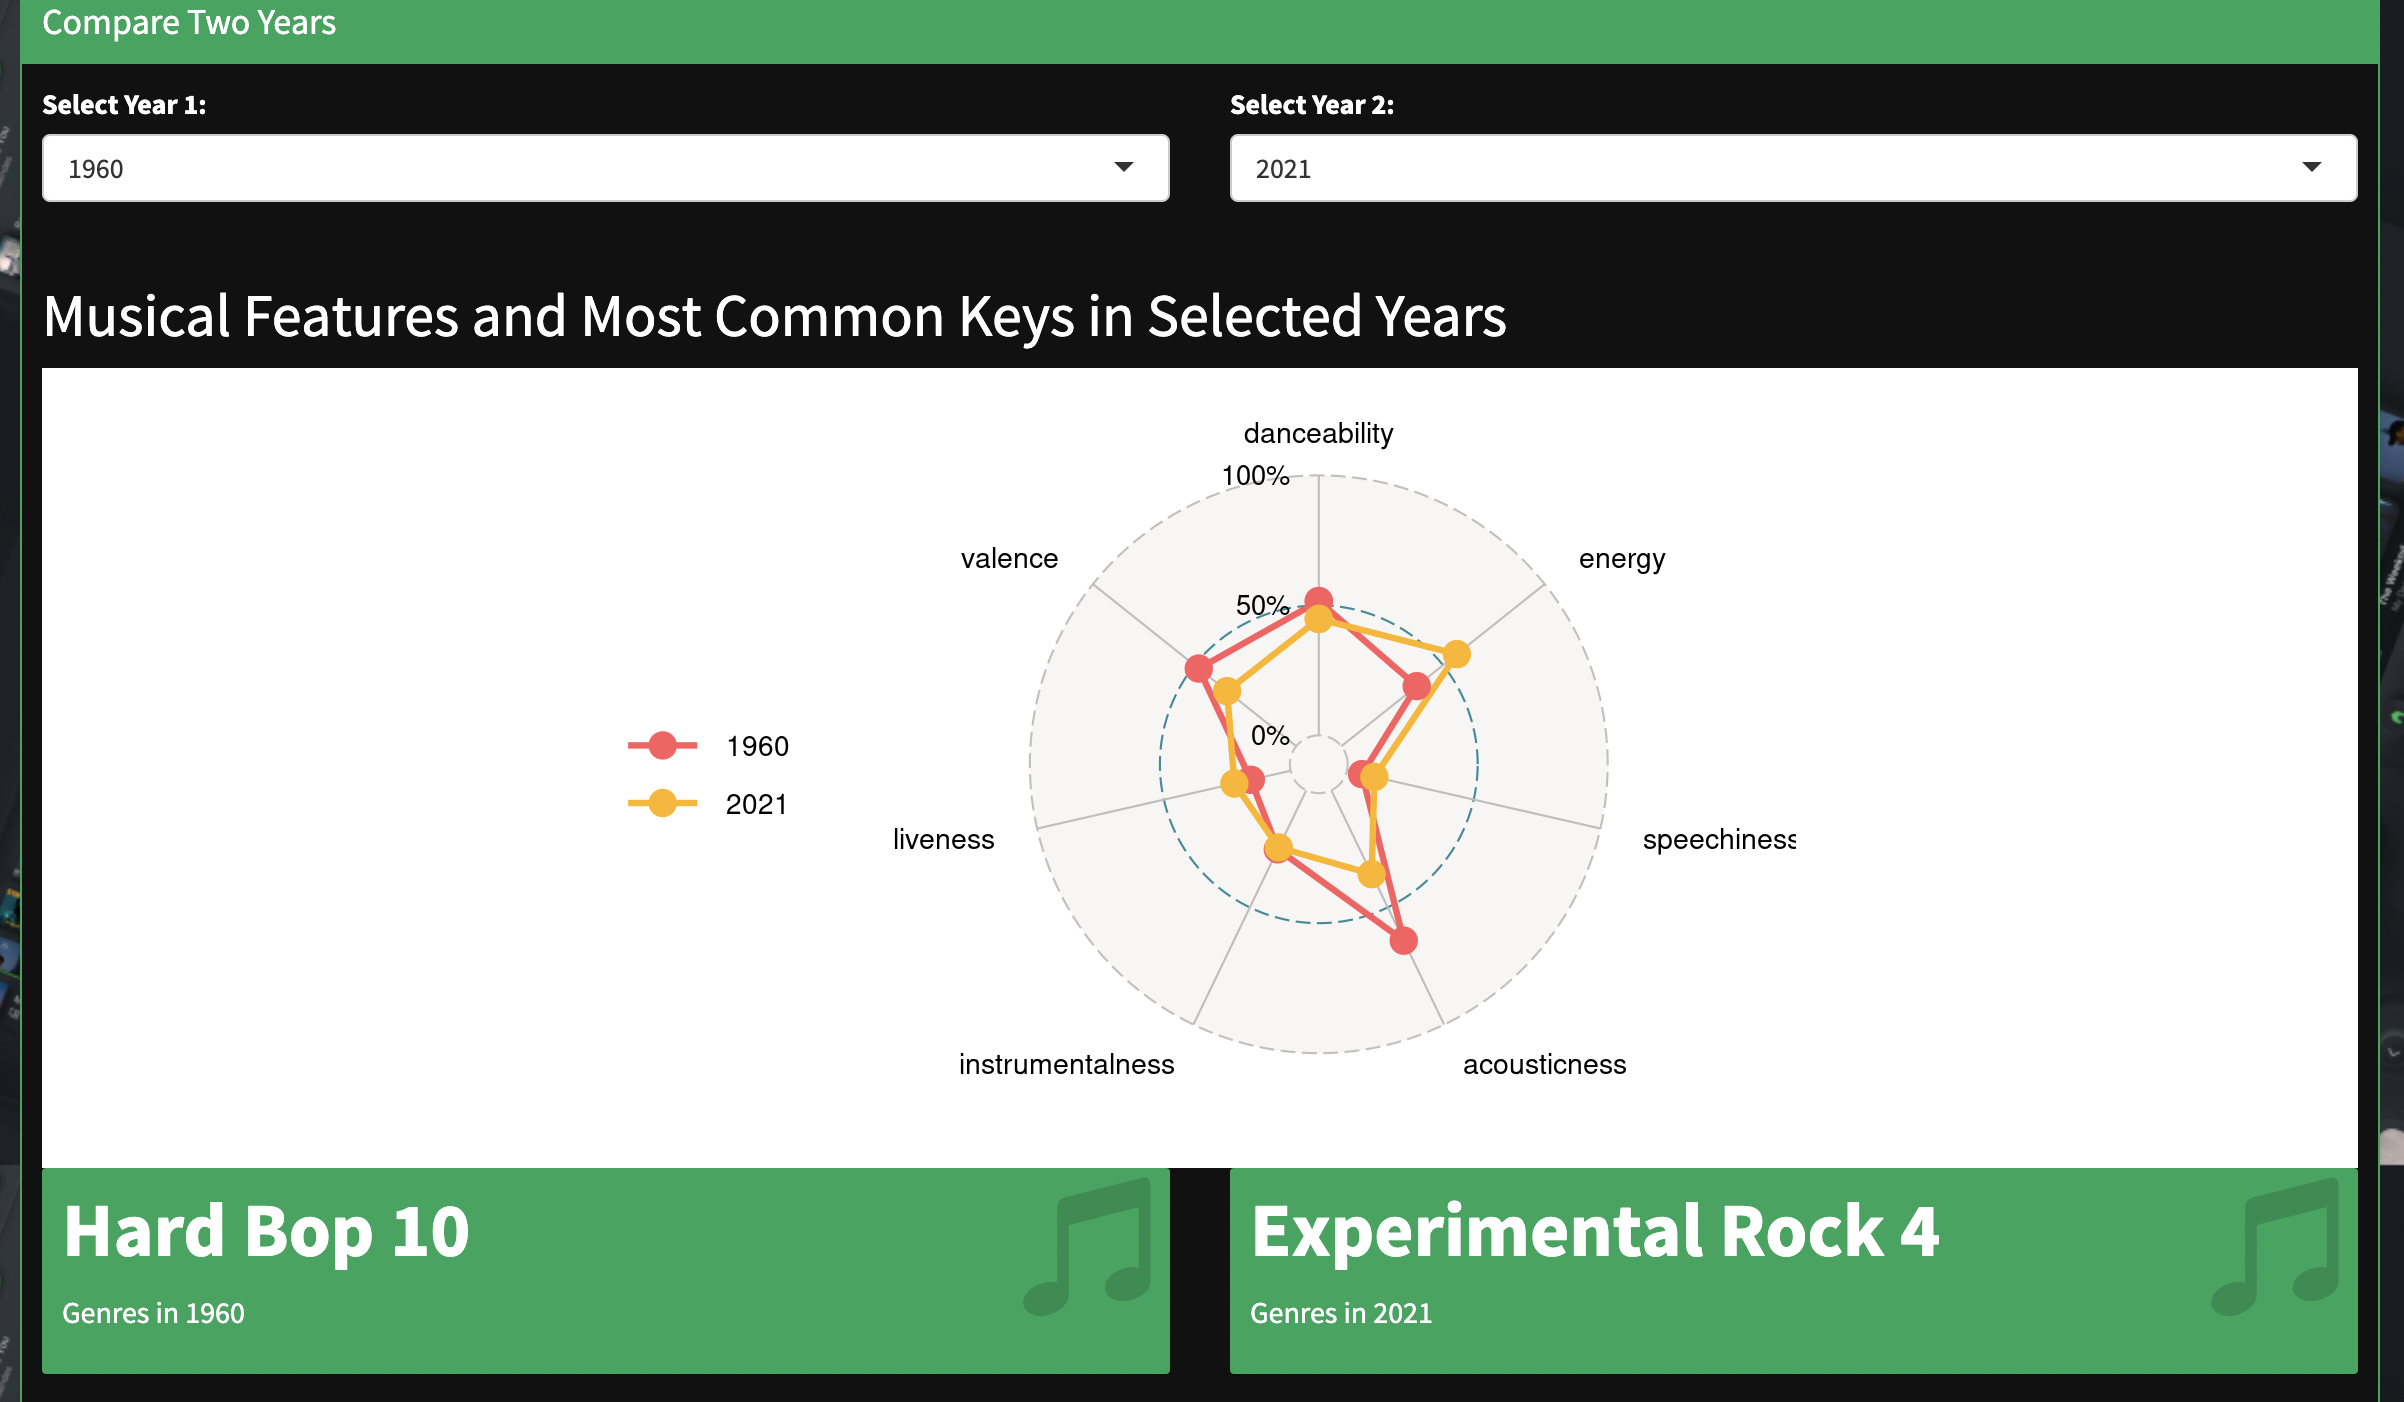 Compare Two Years
Select Year 1:
Select Year 2:
1960
2021
Musical Features and Most Common Keys in Selected Years
danceability
100%
valence
energy
50%
0%
1960
2021
liveness
speechiness
instrumentalness
acousticness
Hard Bop 10
Genres in 1960
Experimental Rock 4
Genres in 2021